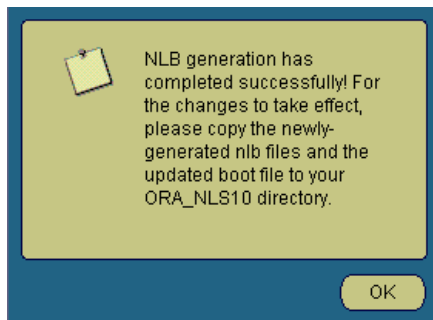 NLB generation has
completed successfully! For
the changes to take effect,
please copy the newly-
generated nlb files and the
updated boot file to your
ORA_NLS10 directory.
OK